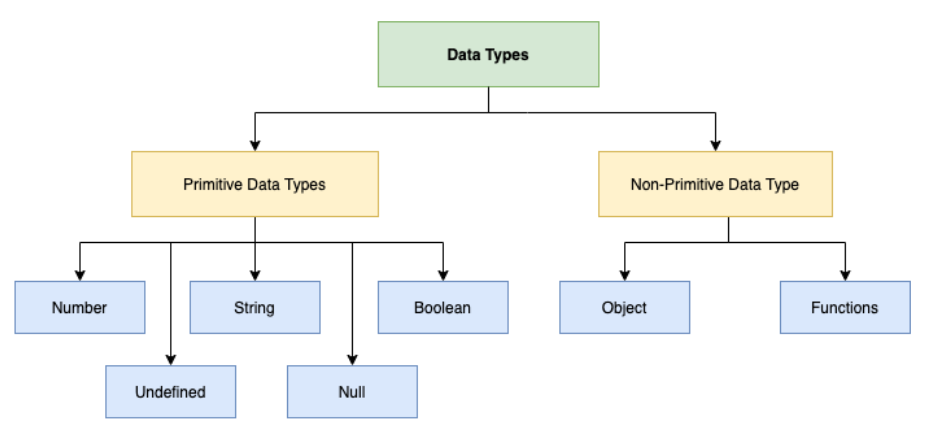 Data Types
Primitive Data Types
Non-Primitive Data Type
Number
String
Boolean
Object
Functions
Undefined
Null